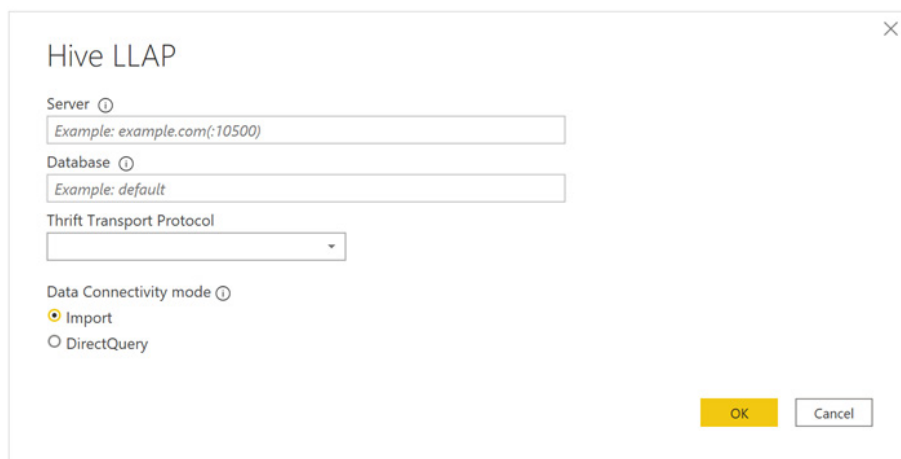 Hive LLAP
Server
Example: example.com(:10500)
Database
Example: default
Thrift Transport Protocol
Data Connectivity mode
Import
DirectQuery
OK Cancel